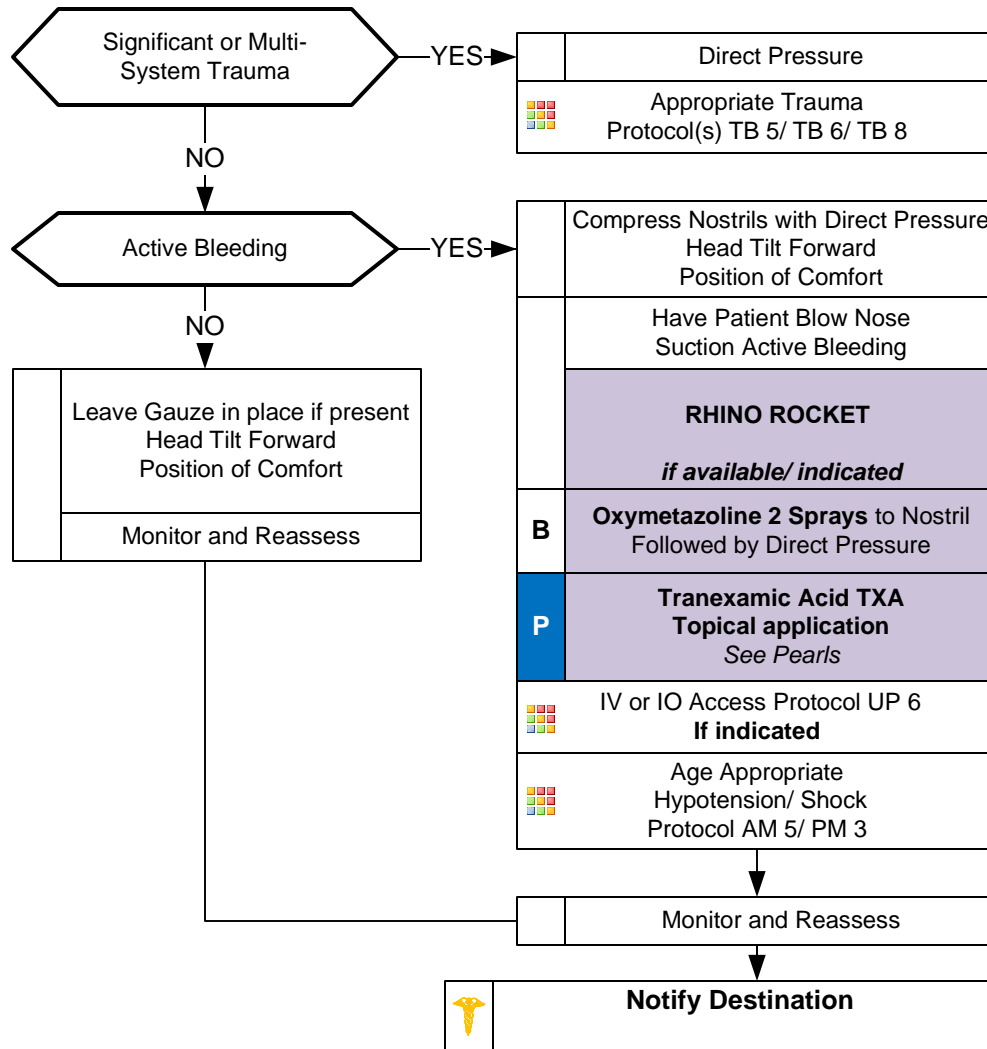 Significant or Multi-
System Trauma
YES
Direct Pressure
Appropriate Trauma
Protocol(s) TB 5/ TB 6/ TB 8
NO
Active Bleeding
YES
Compress Nostrils with Direct Pressure
Head Tilt Forward
Position of Comfort
Have Patient Blow Nose
Suction Active Bleeding
RHINO ROCKET
if available/ indicated
B
Oxymetazoline 2 Sprays to Nostril
Followed by Direct Pressure
P
Tranexamic Acid TXA
Topical application
See Pearls
IV or IO Access Protocol UP 6
If indicated
Age Appropriate
Hypotension/ Shock
Protocol AM 5/ PM 3
NO
Leave Gauze in place if present
Head Tilt Forward
Position of Comfort
Monitor and Reassess
Monitor and Reassess
Notify Destination